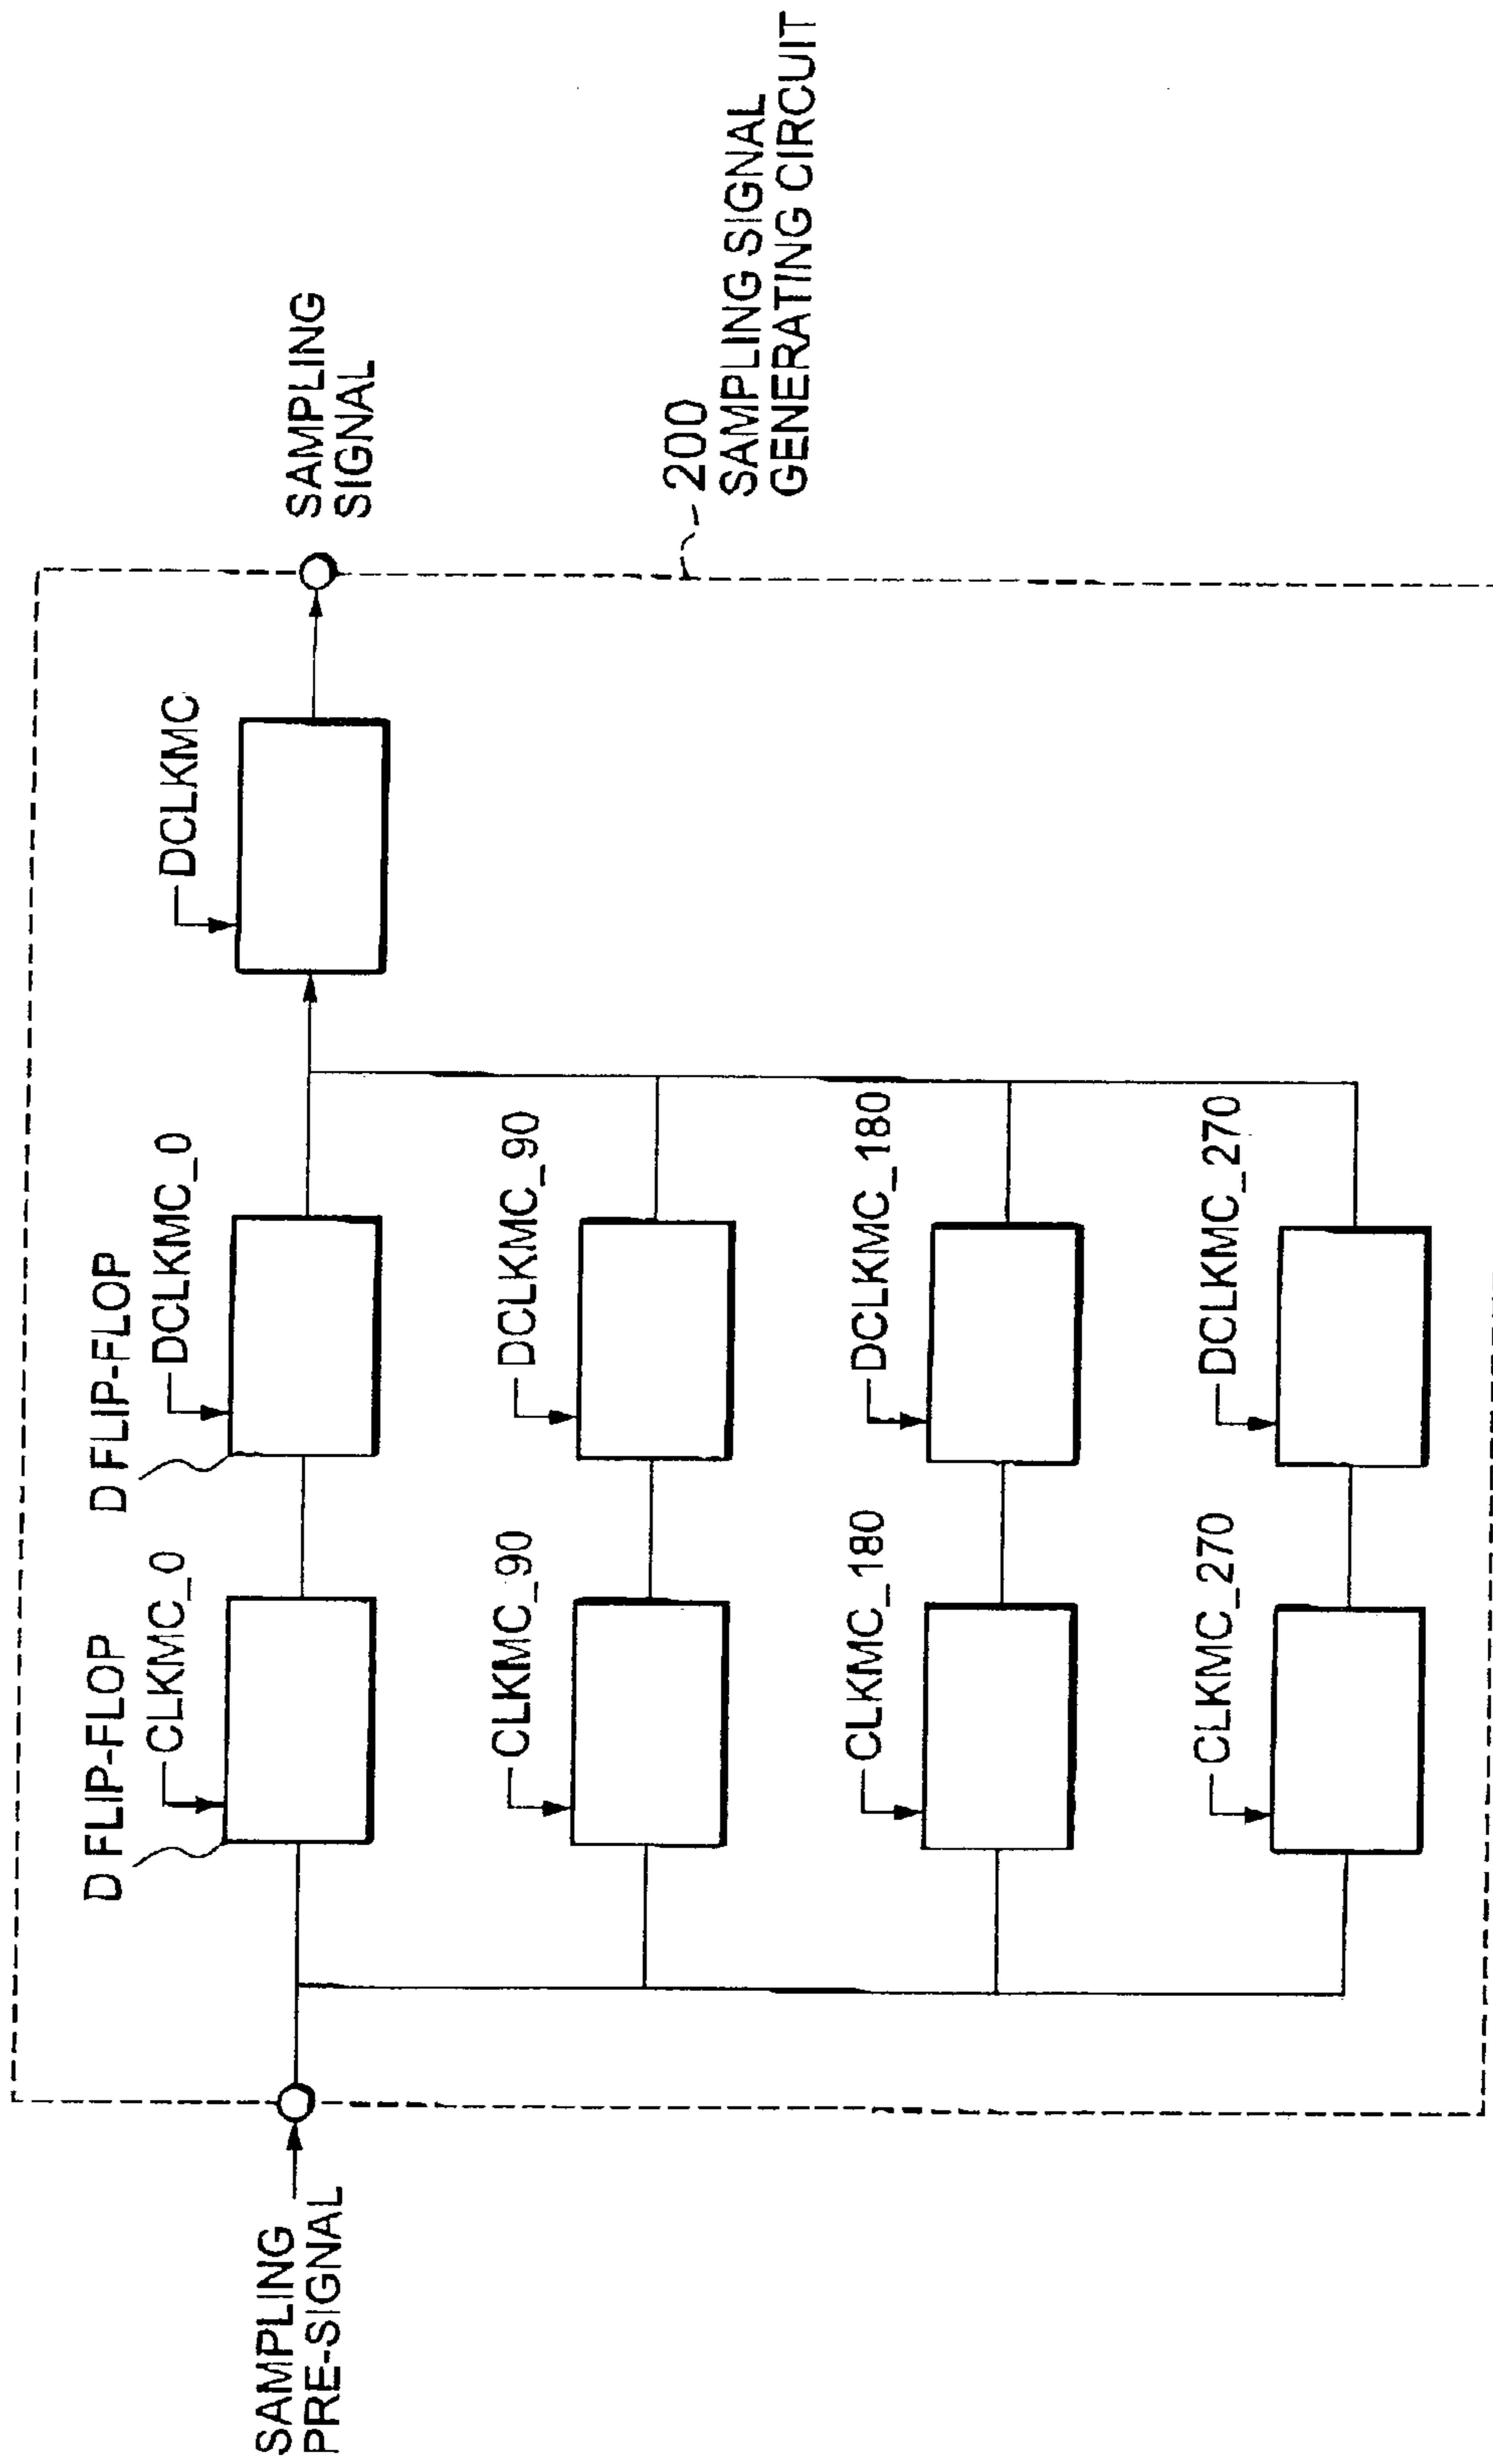 SAMPLING
PRE-SIGNAL
D FLIP-FLOP
CLKMC_0
D FLIP-FLOP
DCLKMC_0
DCLKMC
SAMPLING
SIGNAL
CLKMC_90
DCLKMC_90
CLKMC_180
DCLKMC_180
CLKMC_270
DCLKMC_270
200
SAMPLING SIGNAL
GENERATING CIRCUIT